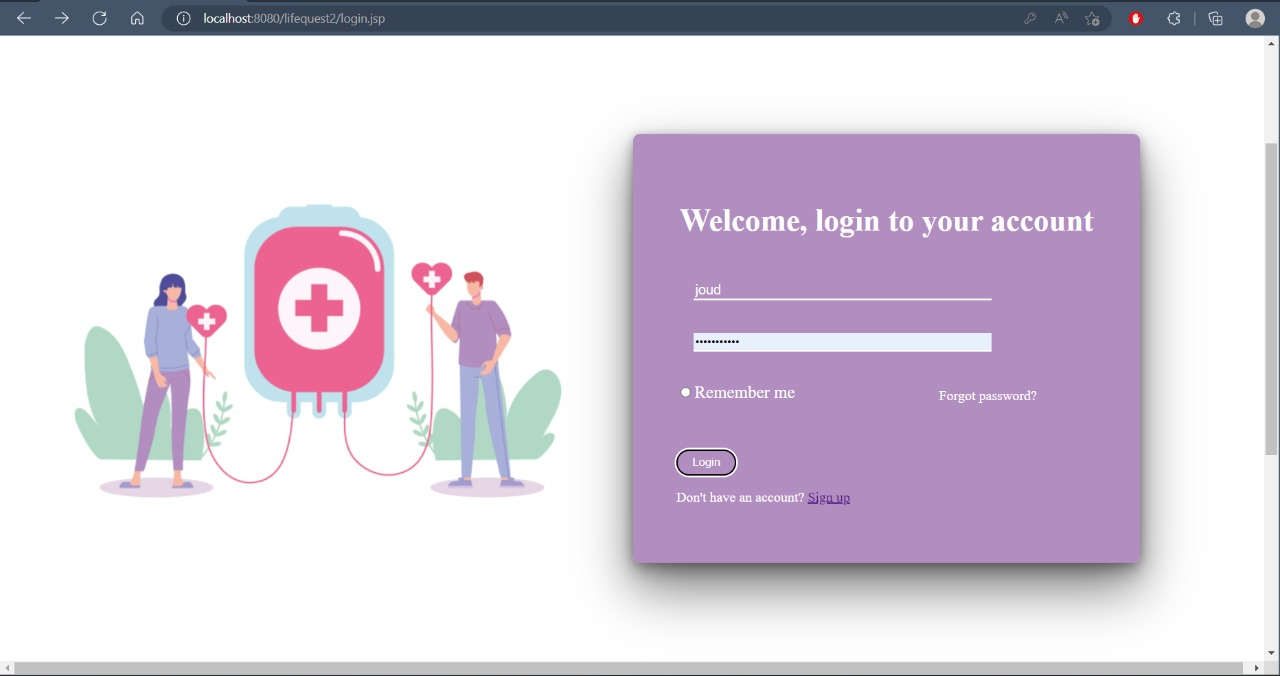 localhost:8080/lifequest2/login.jsp
Welcome, login to your account
joud
•••••••••••
Remember me
Forgot password?
Login
Don't have an account? Sign up